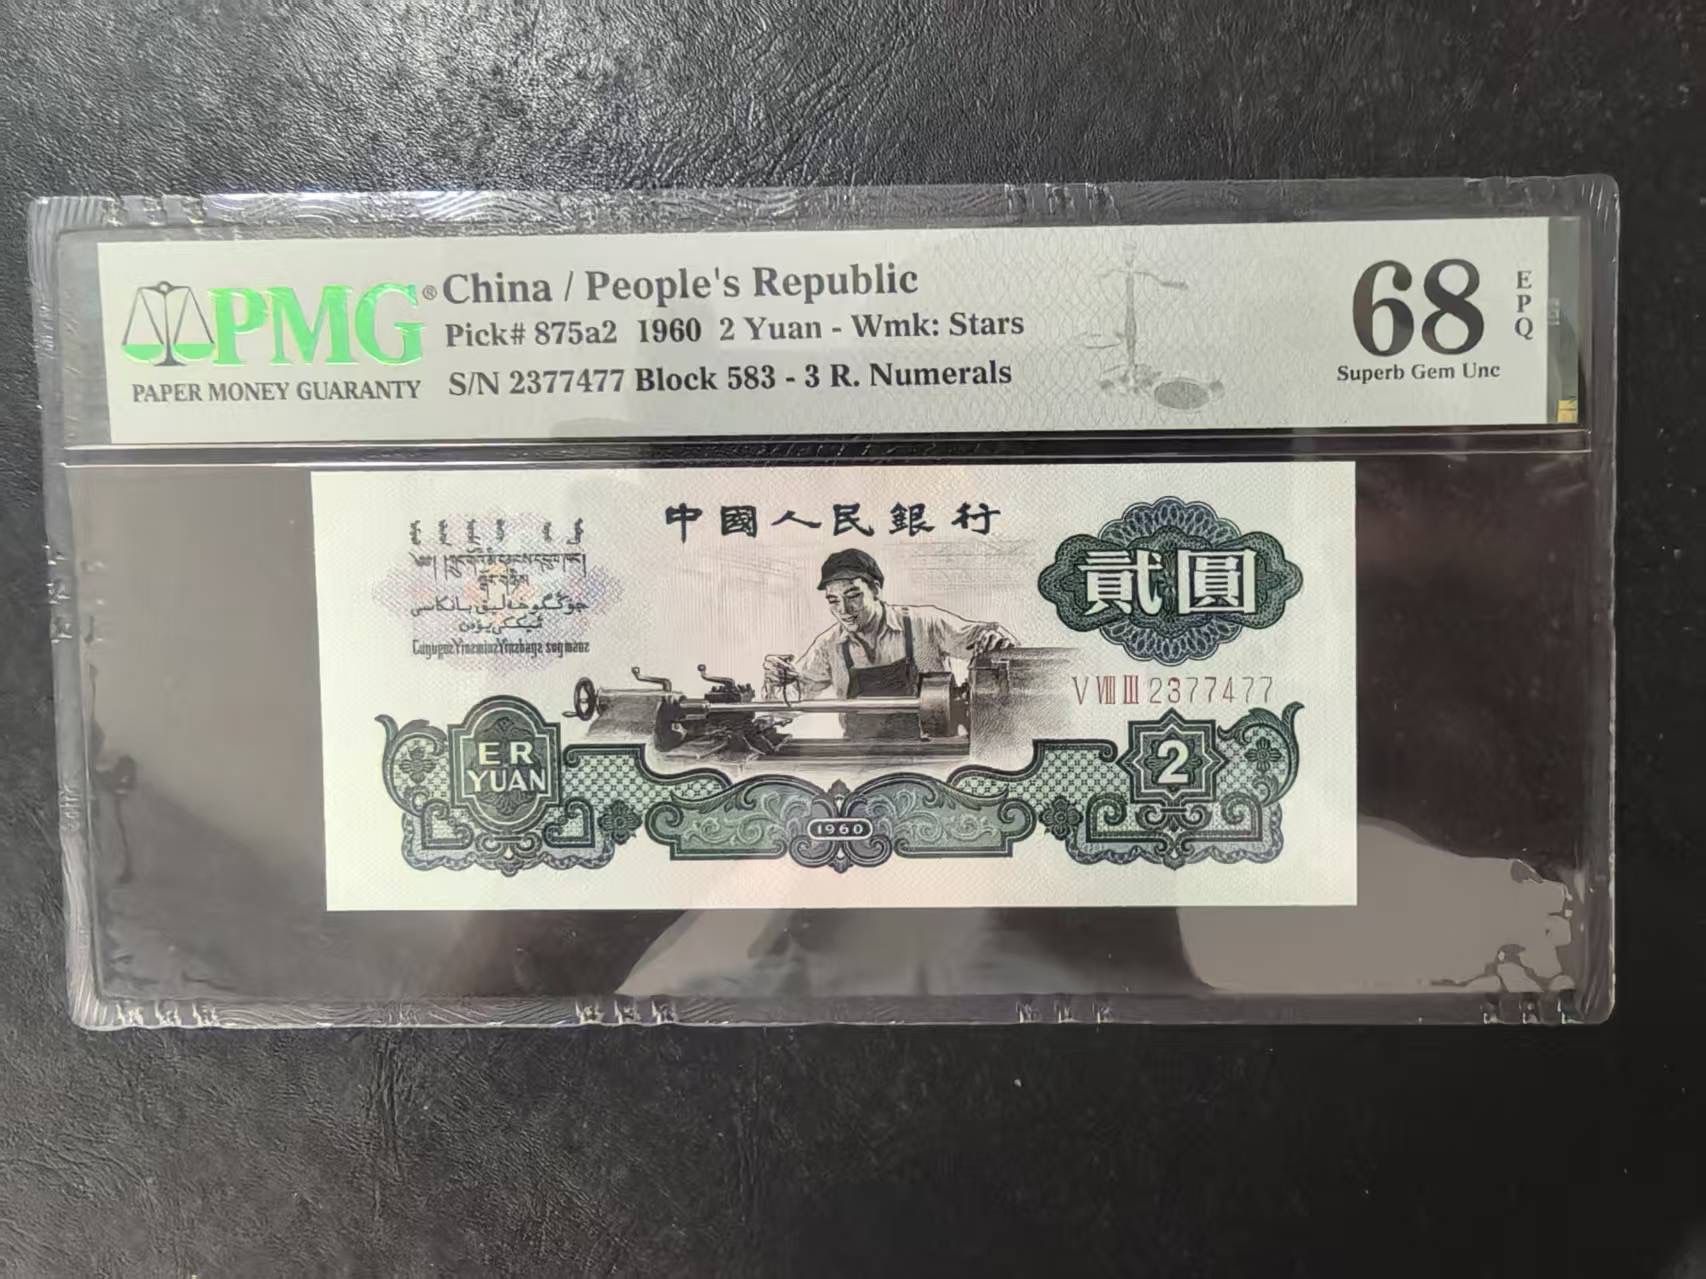 PMG® China / People's Republic
Pick# 875a2 1960 2 Yuan - Wmk: Stars
S/N 2377477 Block 583 - 3 R. Numerals
PAPER MONEY GUARANTY
68 EPQ
Superb Gem Unc
中國人民銀行
貳圓
V VIII III 2377477
ER
YUAN
1960
2